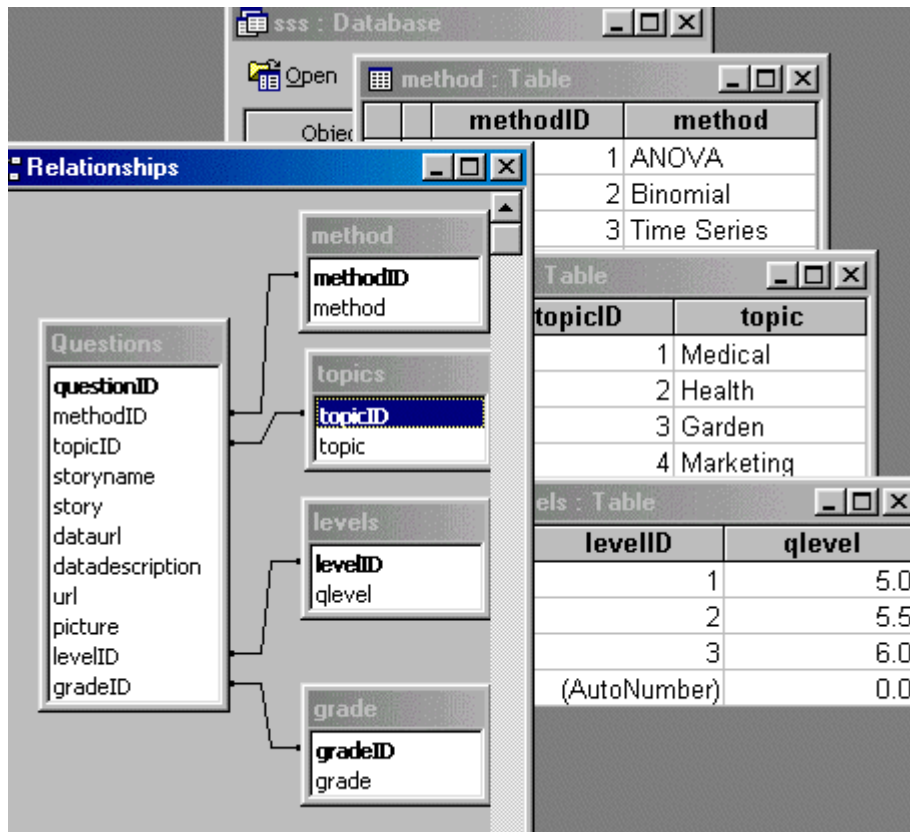 sss : Database
Open
Objec
method : Table
methodID method
1 ANOVA
2 Binomial
3 Time Series
Relationships
method
methodID
method
Questions
questionID
methodID
topicID
storyname
story
dataurl
datadescription
url
picture
levelID
gradeID
topics
topicID
topic
levels
levelID
qlevel
grade
gradeID
grade
Table
topicID topic
1 Medical
2 Health
3 Garden
4 Marketing
els : Table
levelID qlevel
1 5.0
2 5.5
3 6.0
(AutoNumber) 0.0